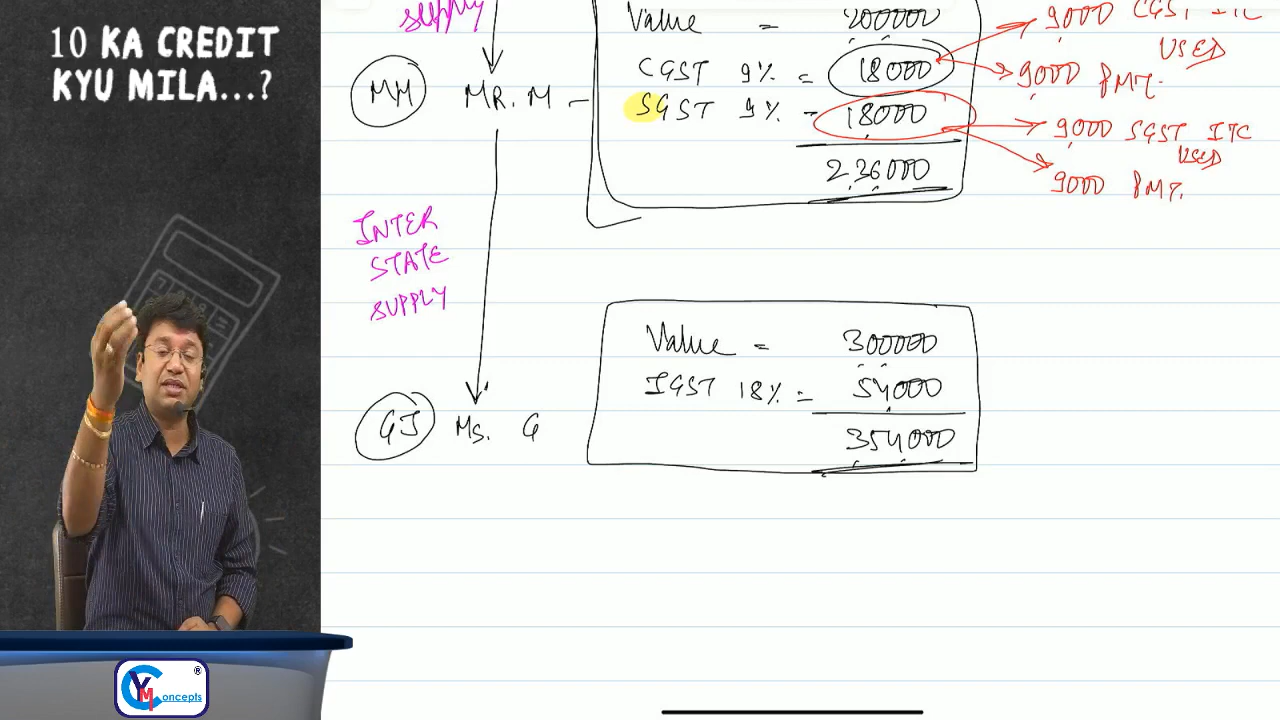 10 KA CREDIT
KYU MILA...?
supply
Value = 200000
CGST 9% = 18000
SGST 9% - 18000
236000
9000 CGST ITC
USED
9000 PMT.
9000 SGST ITC
USED
9000 PMT.
MH MR. M -
INTER
STATE
SUPPLY
Value = 300000
IGST 18% = 54000
354000
GJ Ms. G
YM Concepts ®